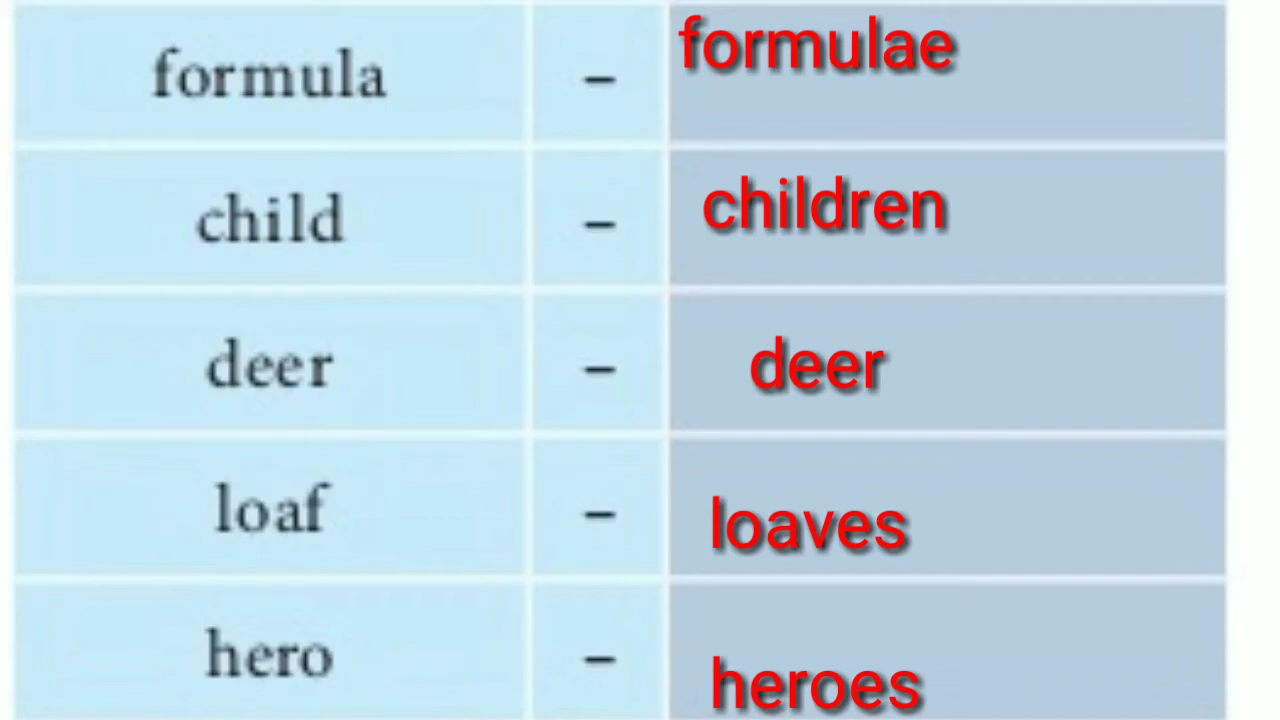 formula – formulae
child – children
deer – deer
loaf – loaves
hero – heroes